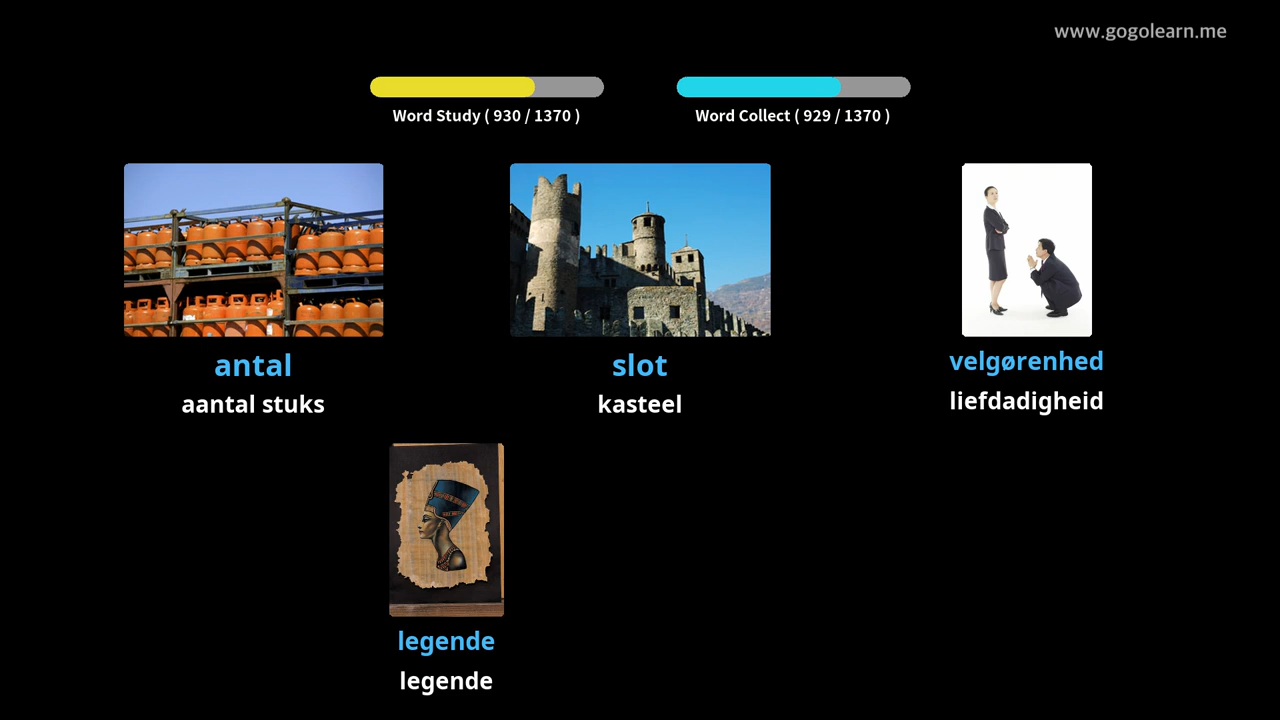 www.gogolearn.me
Word Study ( 930 / 1370 )
Word Collect ( 929 / 1370 )
antal
aantal stuks
slot
kasteel
velgørenhed
liefdadigheid
legende
legende